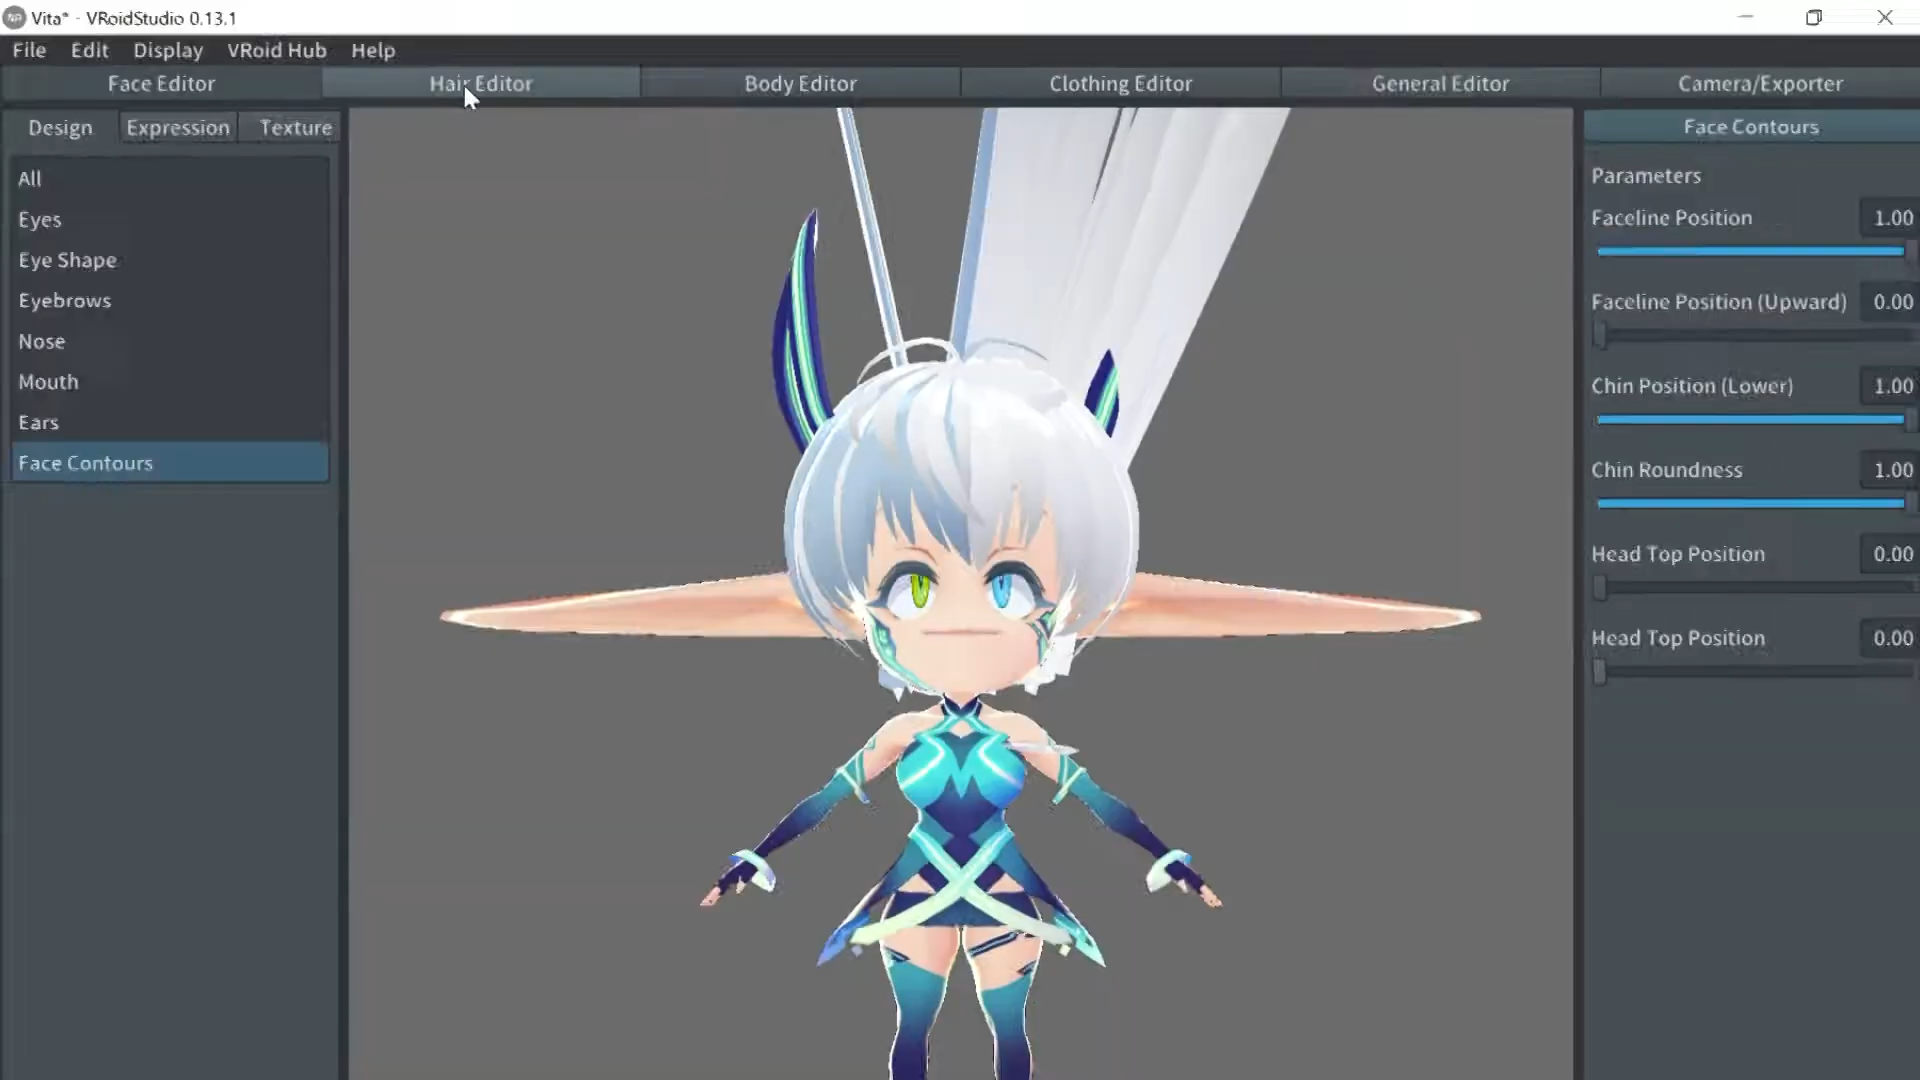 Vita* - VRoidStudio 0.13.1
File Edit Display VRoid Hub Help
Face Editor Hair Editor Body Editor Clothing Editor General Editor Camera/Exporter
Design Expression Texture
All
Eyes
Eye Shape
Eyebrows
Nose
Mouth
Ears
Face Contours
Face Contours
Parameters
Faceline Position 1.00
Faceline Position (Upward) 0.00
Chin Position (Lower) 1.00
Chin Roundness 1.00
Head Top Position 0.00
Head Top Position 0.00